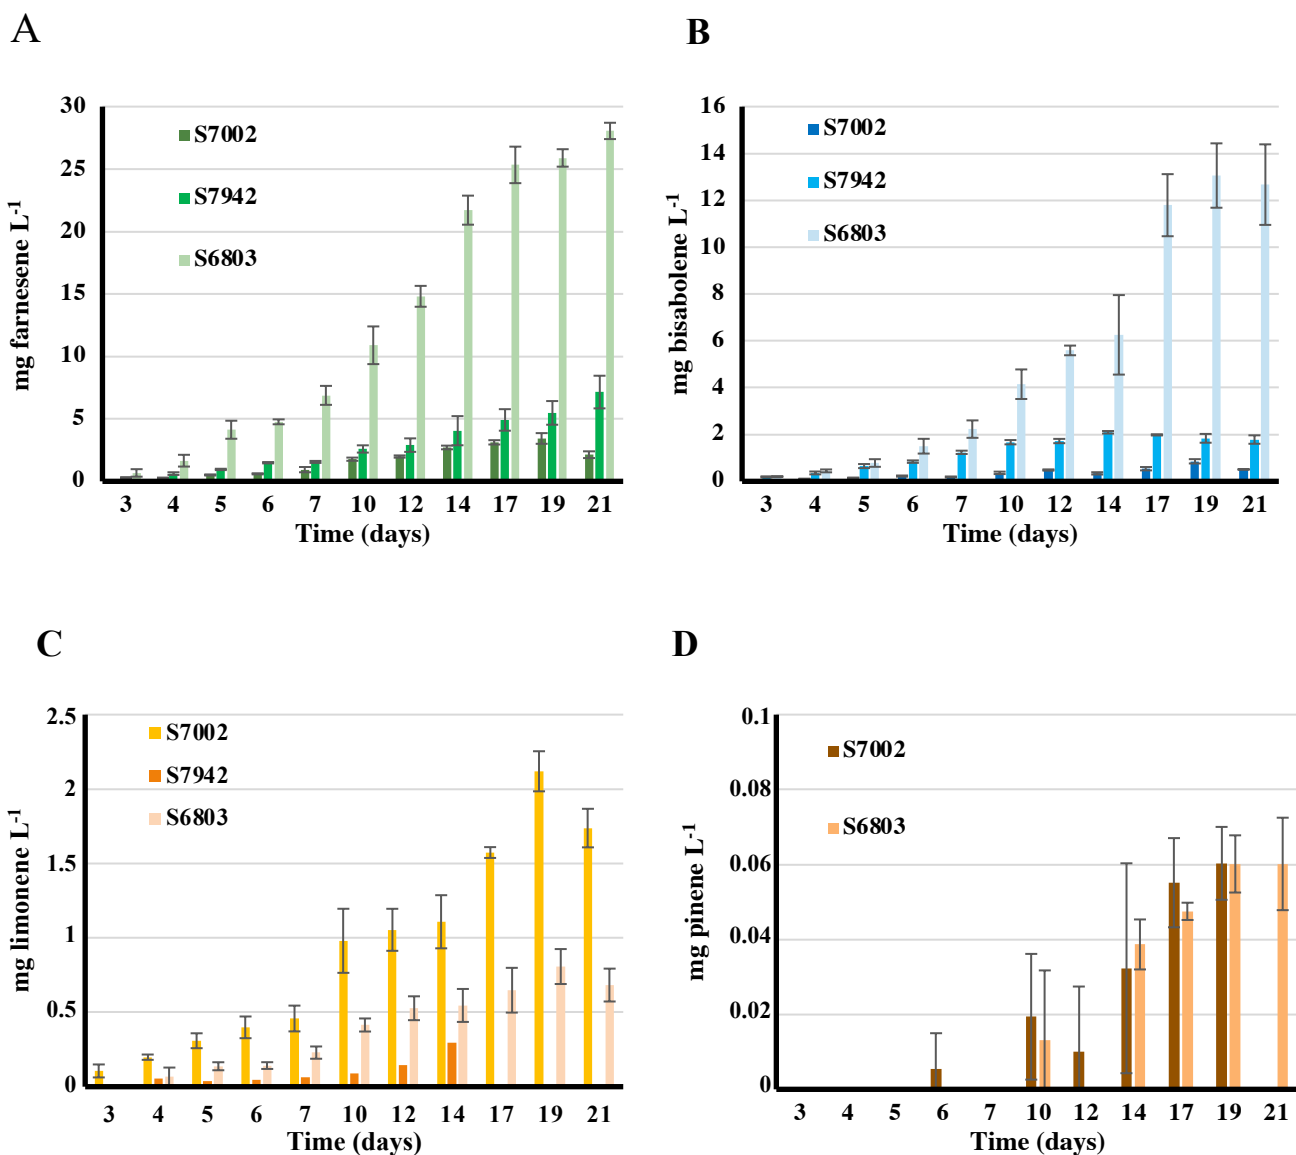 A
mg farnesene L-1
30
25
20
15
10
5
0
S7002
S7942
S6803
3 4 5 6 7 10 12 14 17 19 21
Time (days)
B
mg bisabolene L-1
16
14
12
10
8
6
4
2
0
S7002
S7942
S6803
3 4 5 6 7 10 12 14 17 19 21
Time (days)
C
mg limonene L-1
2.5
2
1.5
1
0.5
0
S7002
S7942
S6803
3 4 5 6 7 10 12 14 17 19 21
Time (days)
D
mg pinene L-1
0.1
0.08
0.06
0.04
0.02
0
S7002
S6803
3 4 5 6 7 10 12 14 17 19 21
Time (days)